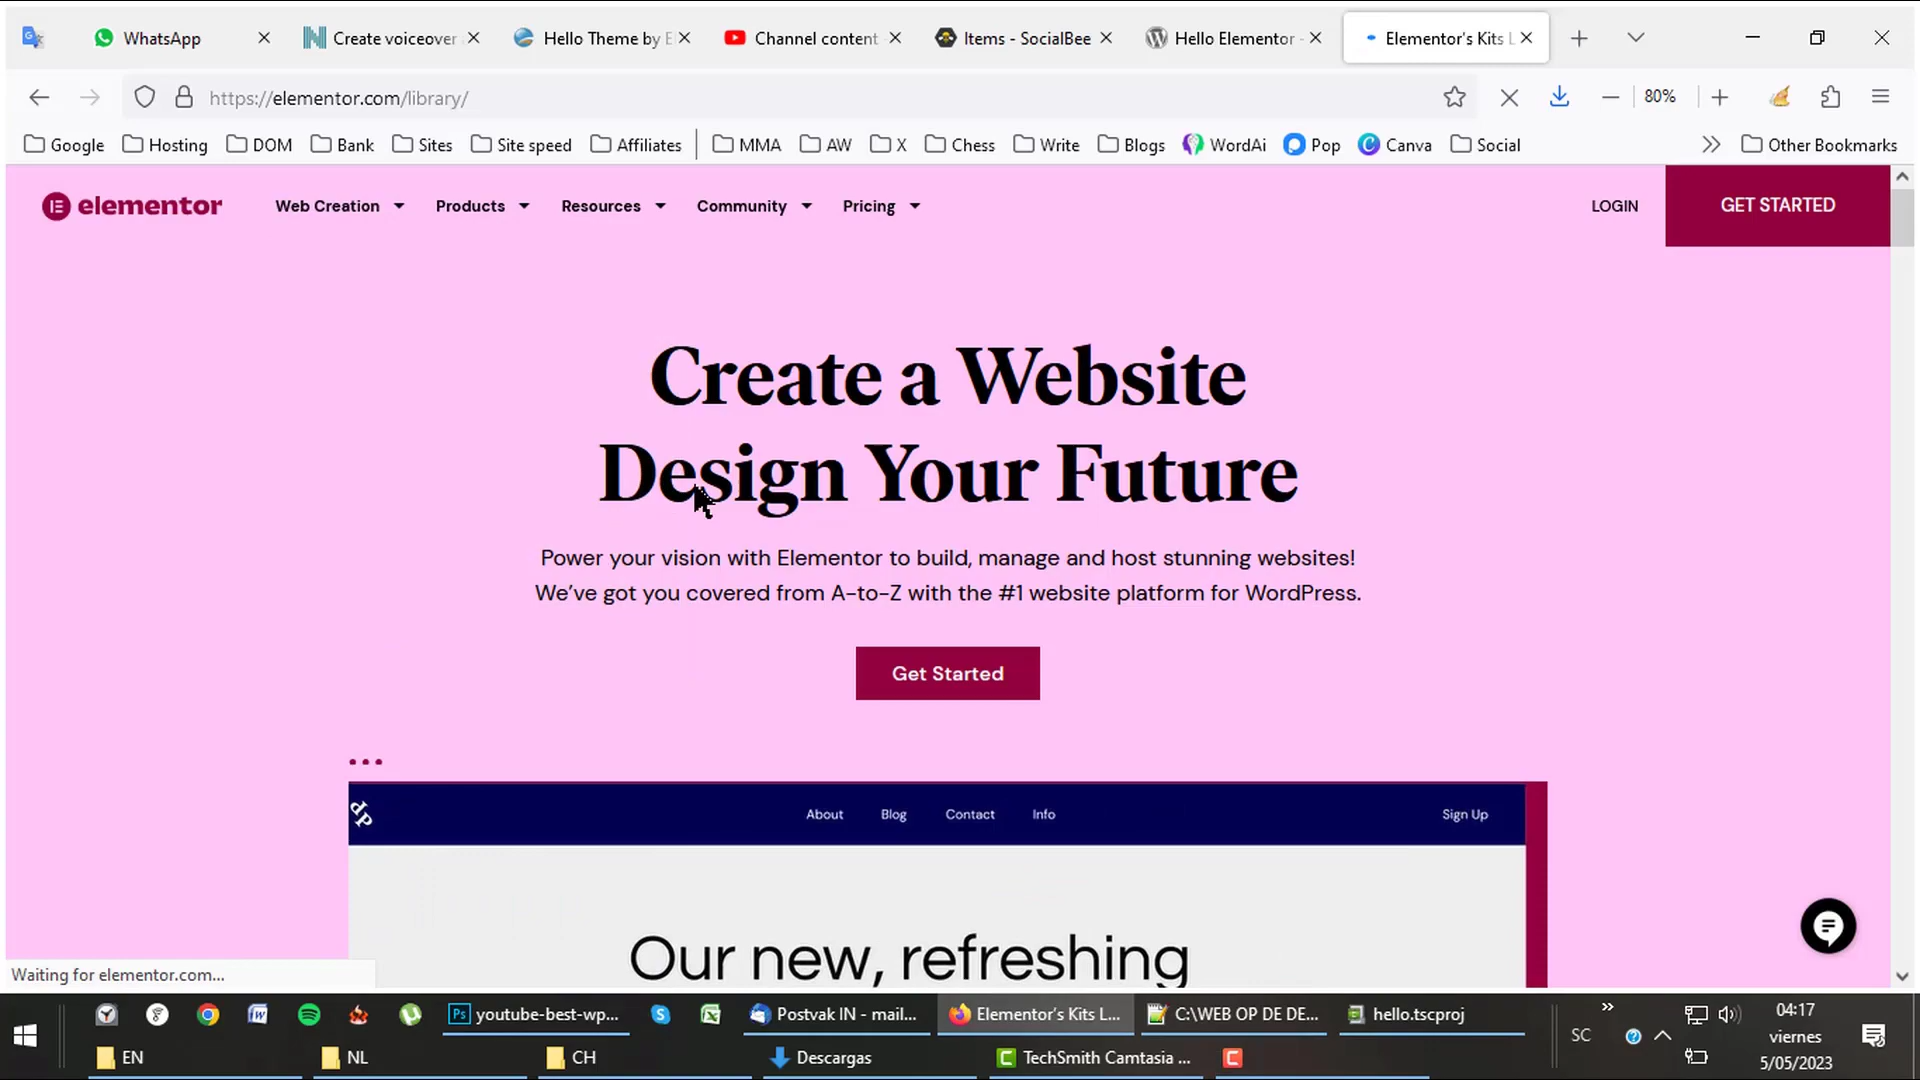 WhatsApp
Create voiceover
Hello Theme by E
Channel content
Items - SocialBee
Hello Elementor -
Elementor's Kits L
https://elementor.com/library/
80%
Google
Hosting
DOM
Bank
Sites
Site speed
Affiliates
MMA
AW
X
Chess
Write
Blogs
WordAi
Pop
Canva
Social
Other Bookmarks
elementor
Web Creation
Products
Resources
Community
Pricing
LOGIN
GET STARTED
Create a Website
Design Your Future
Power your vision with Elementor to build, manage and host stunning websites!
We've got you covered from A-to-Z with the #1 website platform for WordPress.
Get Started
About
Blog
Contact
Info
Sign Up
Our new, refreshing
Waiting for elementor.com...
youtube-best-wp...
Postvak IN - mail...
Elementor's Kits L...
C:\WEB OP DE DE...
hello.tscproj
EN
NL
CH
Descargas
TechSmith Camtasia ...
SC
04:17
viernes
5/05/2023